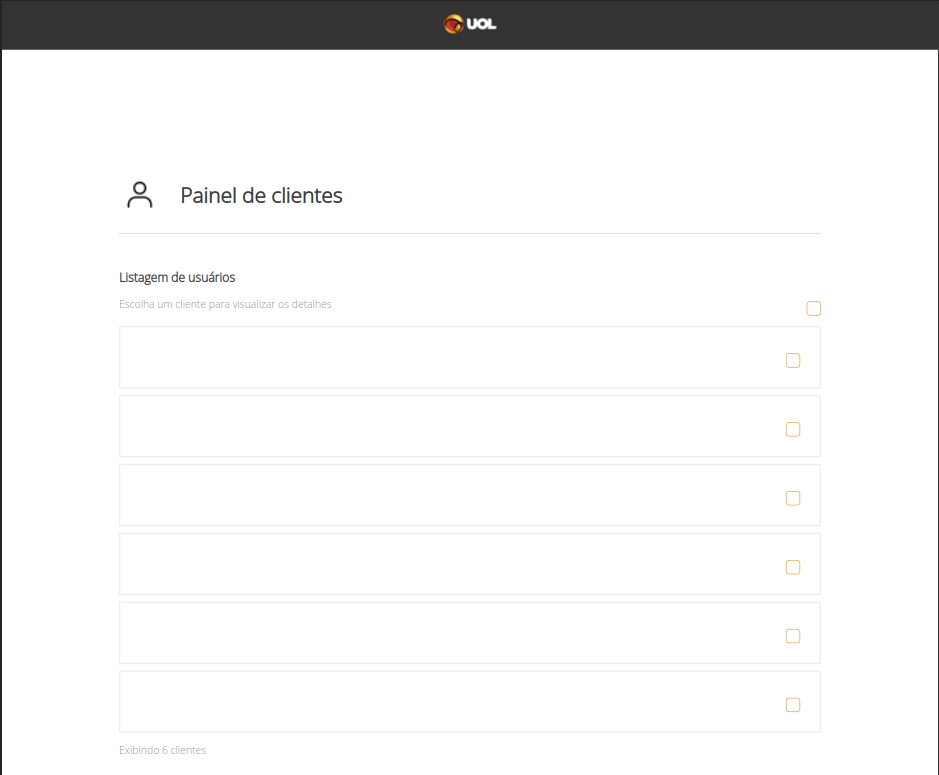 UOL
Painel de clientes
Listagem de usuários
Escolha um cliente para visualizar os detalhes
Exibindo 6 clientes